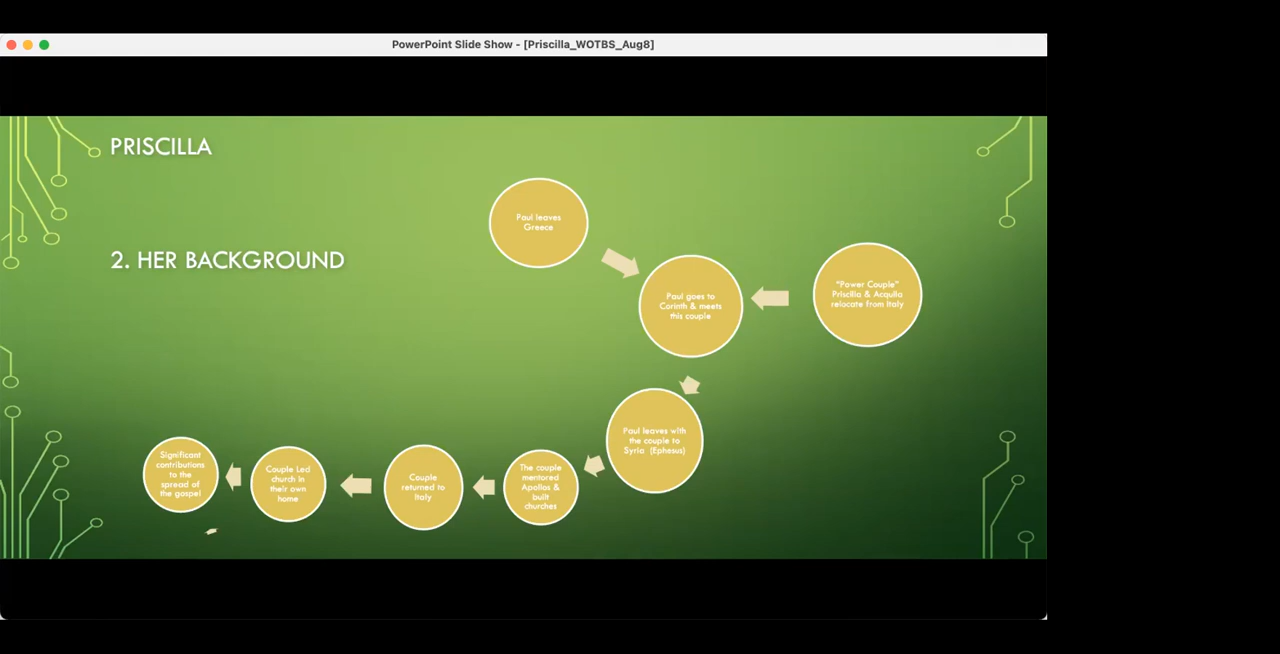 PowerPoint Slide Show - [Priscilla_WOTBS_Aug8]
PRISCILLA
2. HER BACKGROUND
Paul leaves
Greece
Paul goes to
Corinth & meets
this couple
"Power Couple"
Priscilla & Acquila
relocate from Italy
Paul leaves with
the couple to
Syria (Ephesus)
The couple
mentored
Apollos &
built
churches
Couple
returned to
Italy
Couple Led
church in
their own
home
Significant
contributions
to the
spread of
the gospel